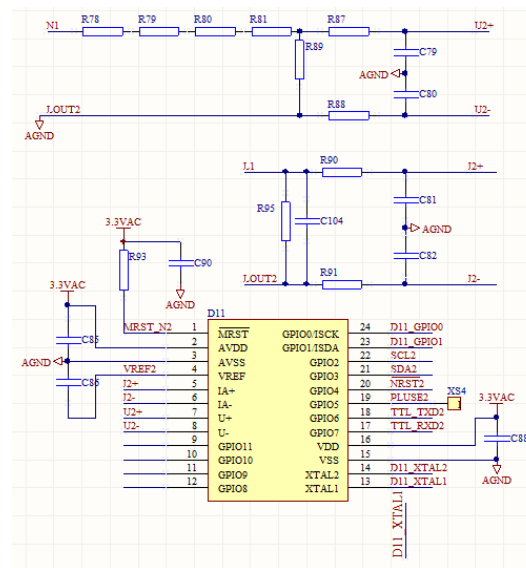 N1 R78 R79 R80 R81 R87 U2+
R89 C79
AGND
C80
LOUT2 R88 U2-
AGND
L1 R90 J2+
R95 C104 C81
AGND
C82
LOUT2 R91 J2-
3.3VAC
R93 C90
AGND
3.3VAC
C85
AGND
C86
D11
MRST_N2 1 MRST GPIO0/ISCK 24 D11_GPIO0
2 AVDD GPIO1/ISDA 23 D11_GPIO1
3 AVSS GPIO2 22 SCL2
VREF2 4 VREF GPIO3 21 SDA2
J2+ 5 IA+ GPIO4 20 NRST2
J2- 6 IA- GPIO5 19 PLUSE2 XS4
1
U2+ 7 U+ GPIO6 18 TTL_TXD2
U2- 8 U- GPIO7 17 TTL_RXD2
9 GPIO11 VDD 16
10 GPIO10 VSS 15
11 GPIO9 XTAL2 14 D11_XTAL2
12 GPIO8 XTAL1 13 D11_XTAL1
3.3VAC
C88
AGND
D11_XTAL1